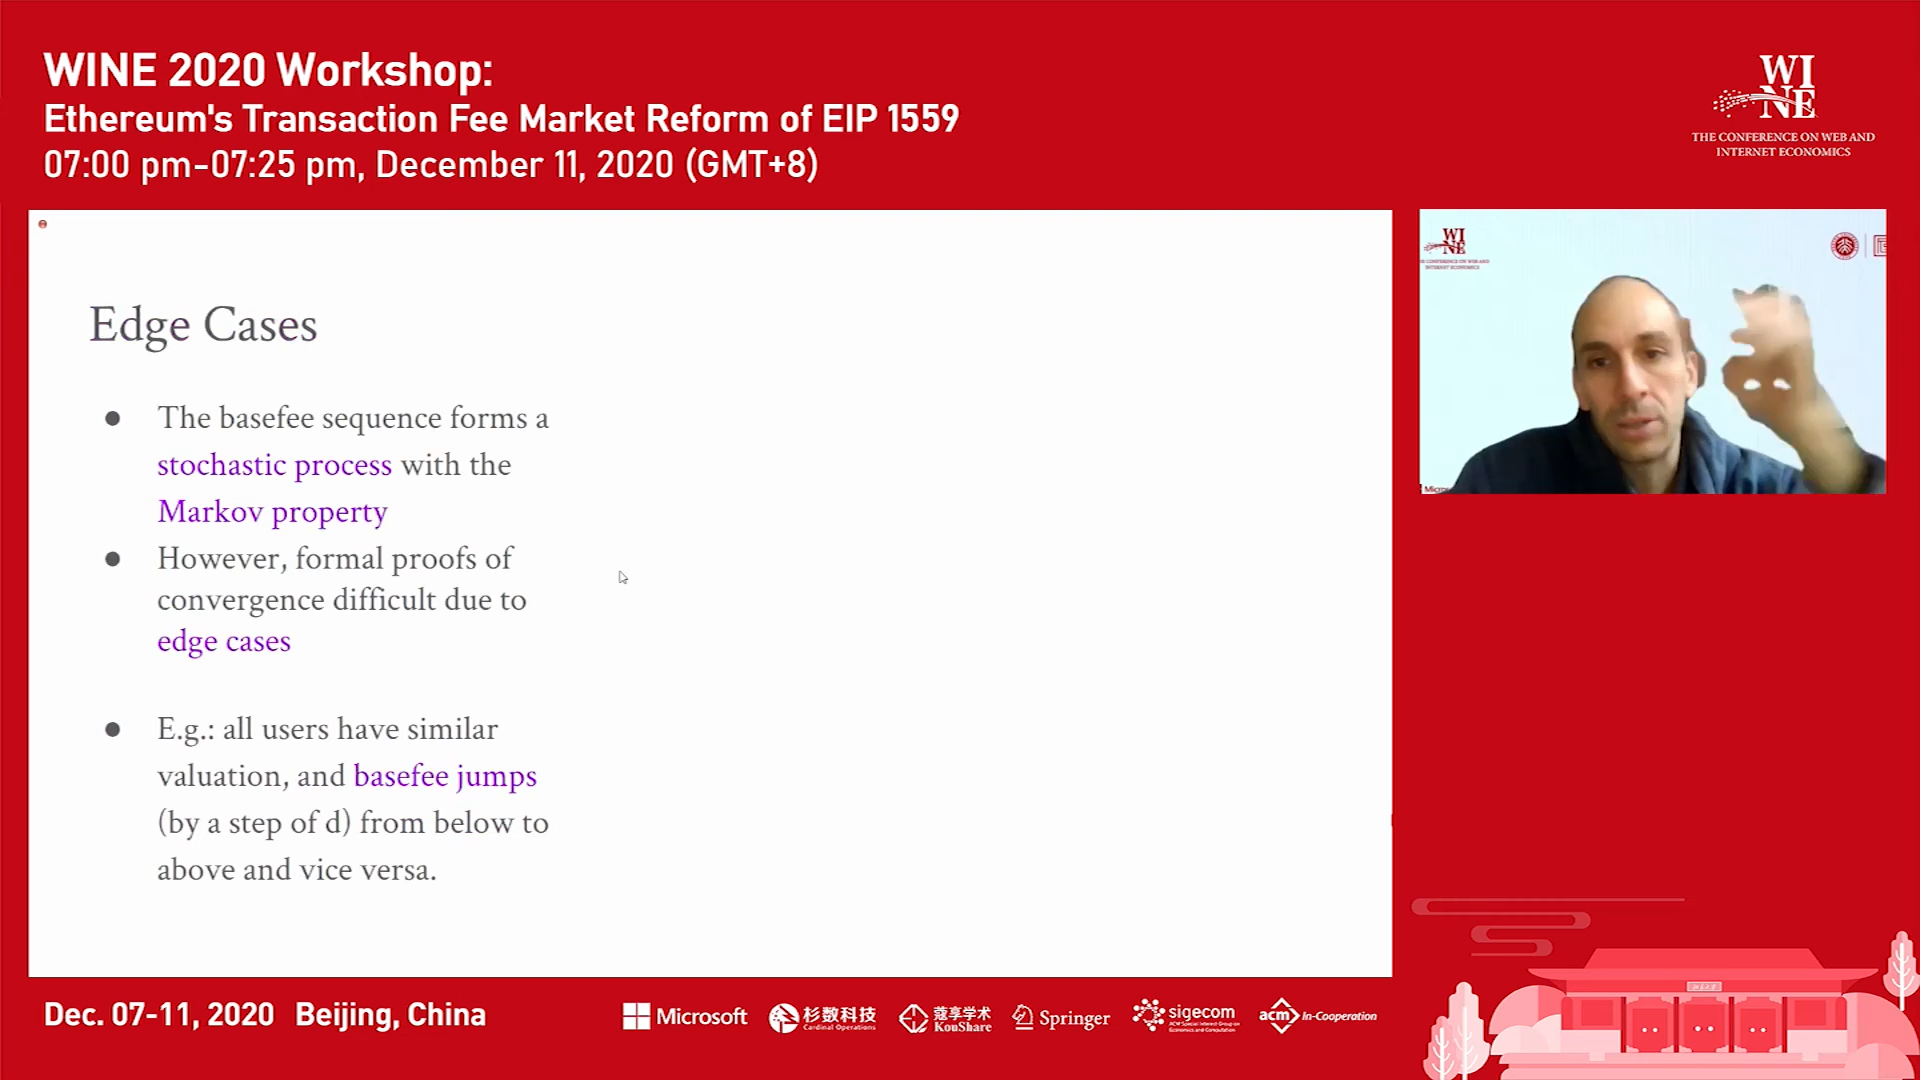 WINE 2020 Workshop:
Ethereum's Transaction Fee Market Reform of EIP 1559
07:00 pm-07:25 pm, December 11, 2020 (GMT+8)
WI
NE
THE CONFERENCE ON WEB AND
INTERNET ECONOMICS
Edge Cases
● The basefee sequence forms a
stochastic process with the
Markov property
● However, formal proofs of
convergence difficult due to
edge cases
● E.g.: all users have similar
valuation, and basefee jumps
(by a step of d) from below to
above and vice versa.
WI
NE
INTERNET ECONOMICS
Dec. 07-11, 2020 Beijing, China
Microsoft
杉数科技
Cardinal Operations
蔻享学术
KouShare
Springer
sigecom
ACM Special Interest Group on
Economics and Computation
acm In-Cooperation